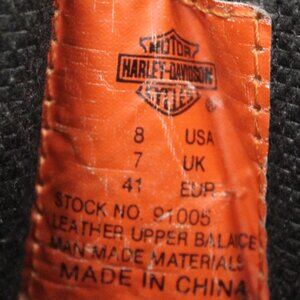 MOTOR
HARLEY-DAVIDSON
CYCLES
®
8 USA
7 UK
41 EUR
STOCK NO. 91005
LEATHER UPPER BALANCE
MAN MADE MATERIALS
MADE IN CHINA